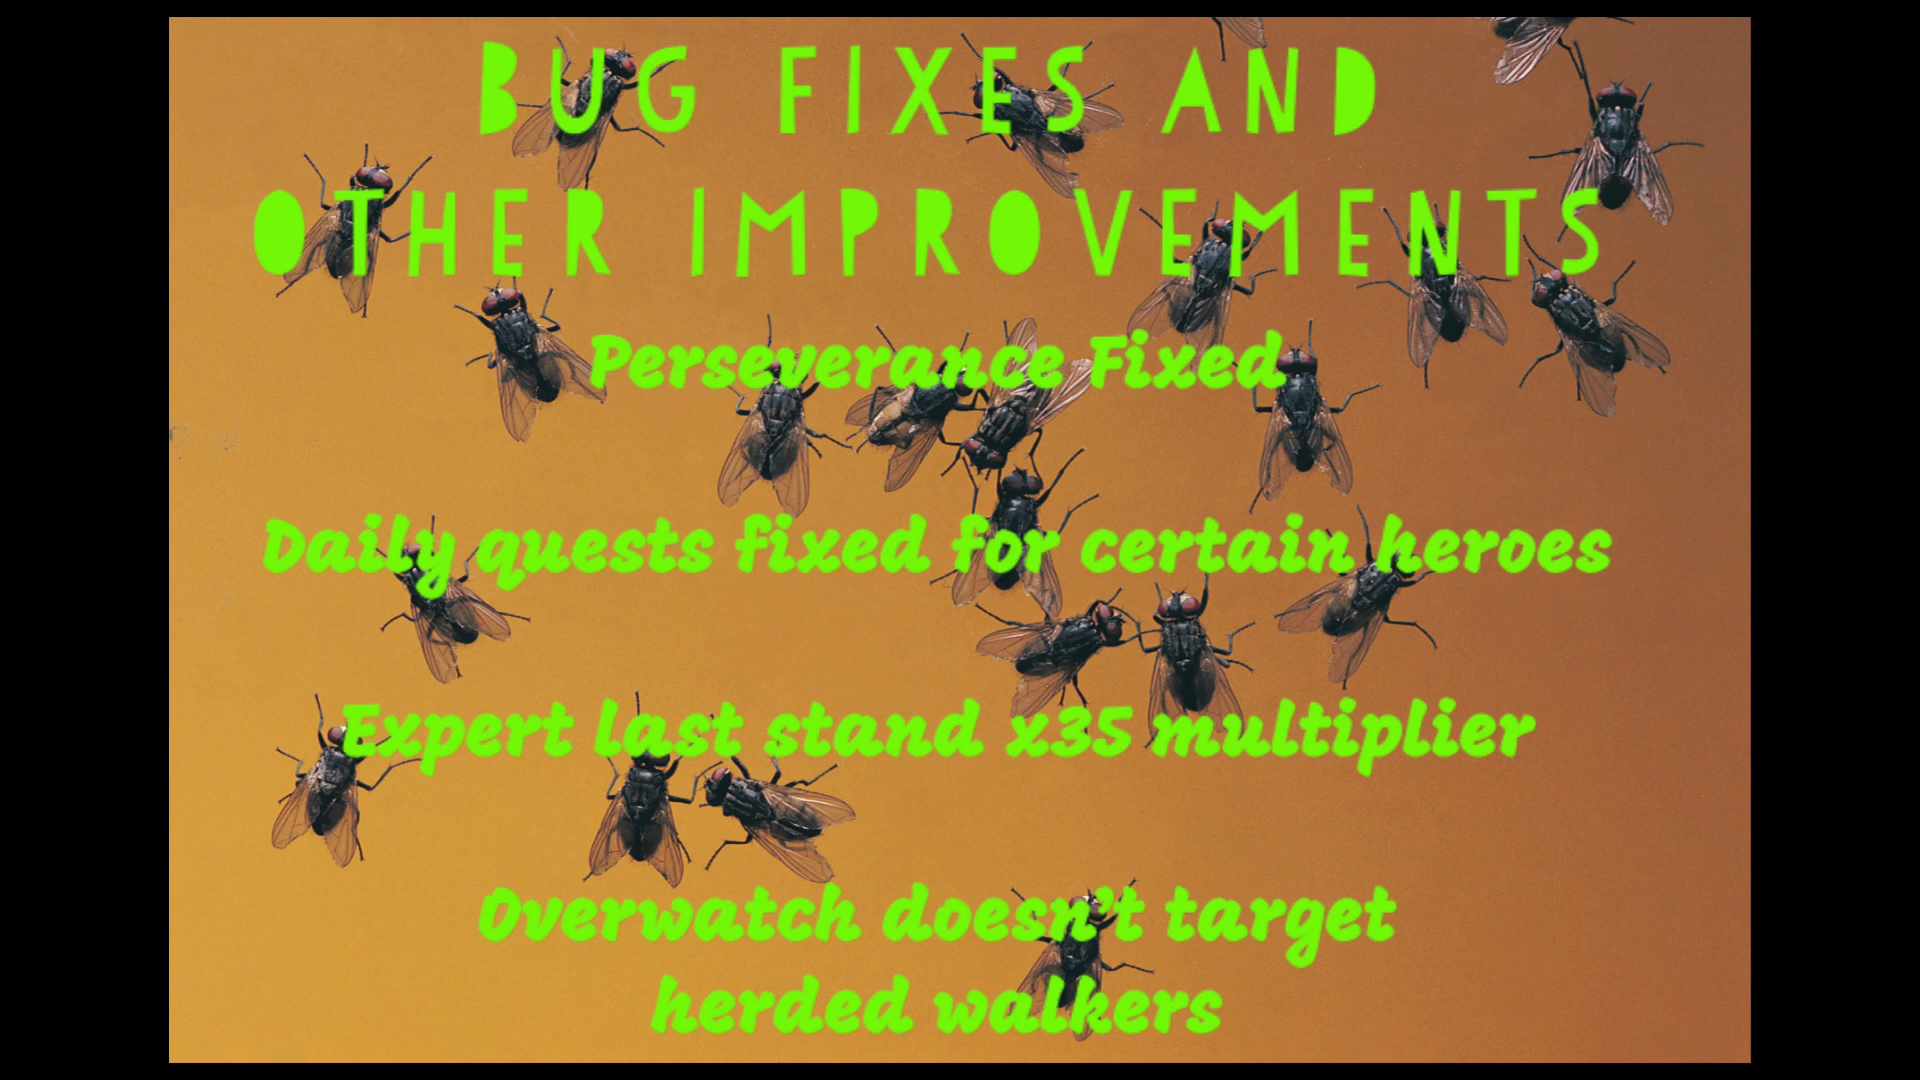 BUG FIXES AND
OTHER IMPROVEMENTS
Perseverance Fixed
Daily quests fixed for certain heroes
Expert last stand x35 multiplier
Overwatch doesn't target
herded walkers